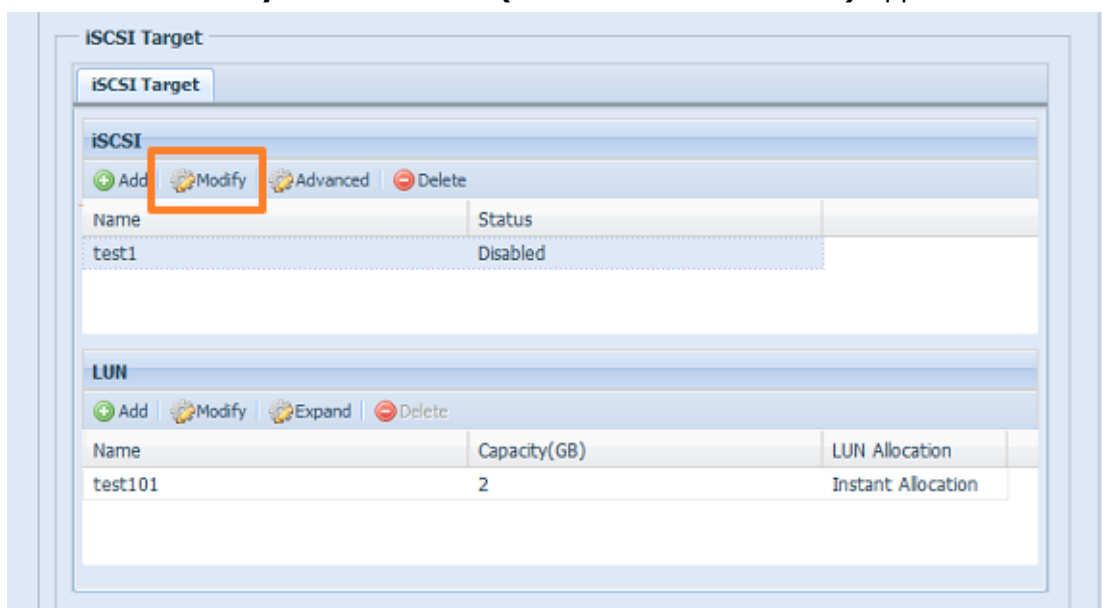 iSCSI Target
iSCSI Target
iSCSI
Add Modify Advanced Delete
Name Status
test1 Disabled
LUN
Add Modify Expand Delete
Name Capacity(GB) LUN Allocation
test101 2 Instant Allocation